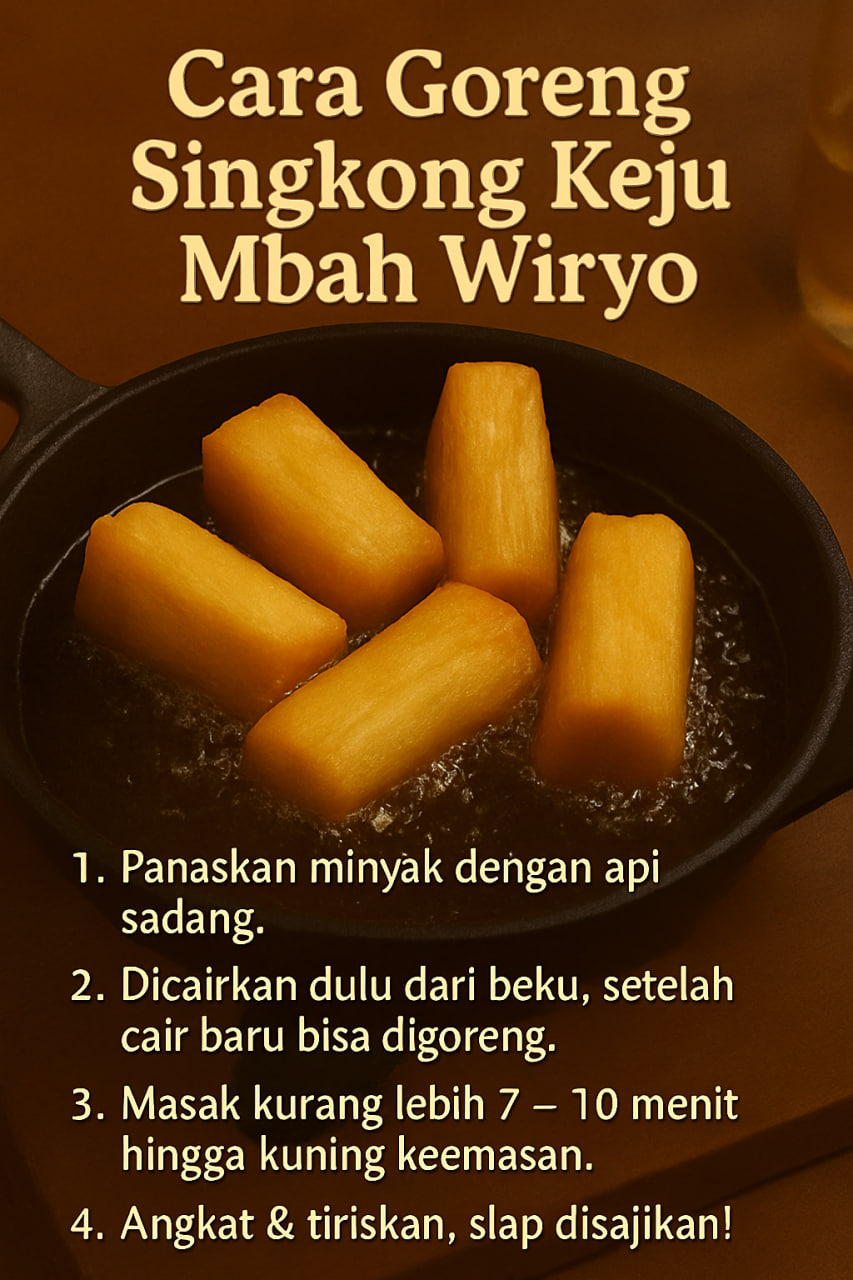 Cara Goreng
Singkong Keju
Mbah Wiryo
1. Panaskan minyak dengan api
sadang.
2. Dicairkan dulu dari beku, setelah
cair baru bisa digoreng.
3. Masak kurang lebih 7 – 10 menit
hingga kuning keemasan.
4. Angkat & tiriskan, slap disajikan!